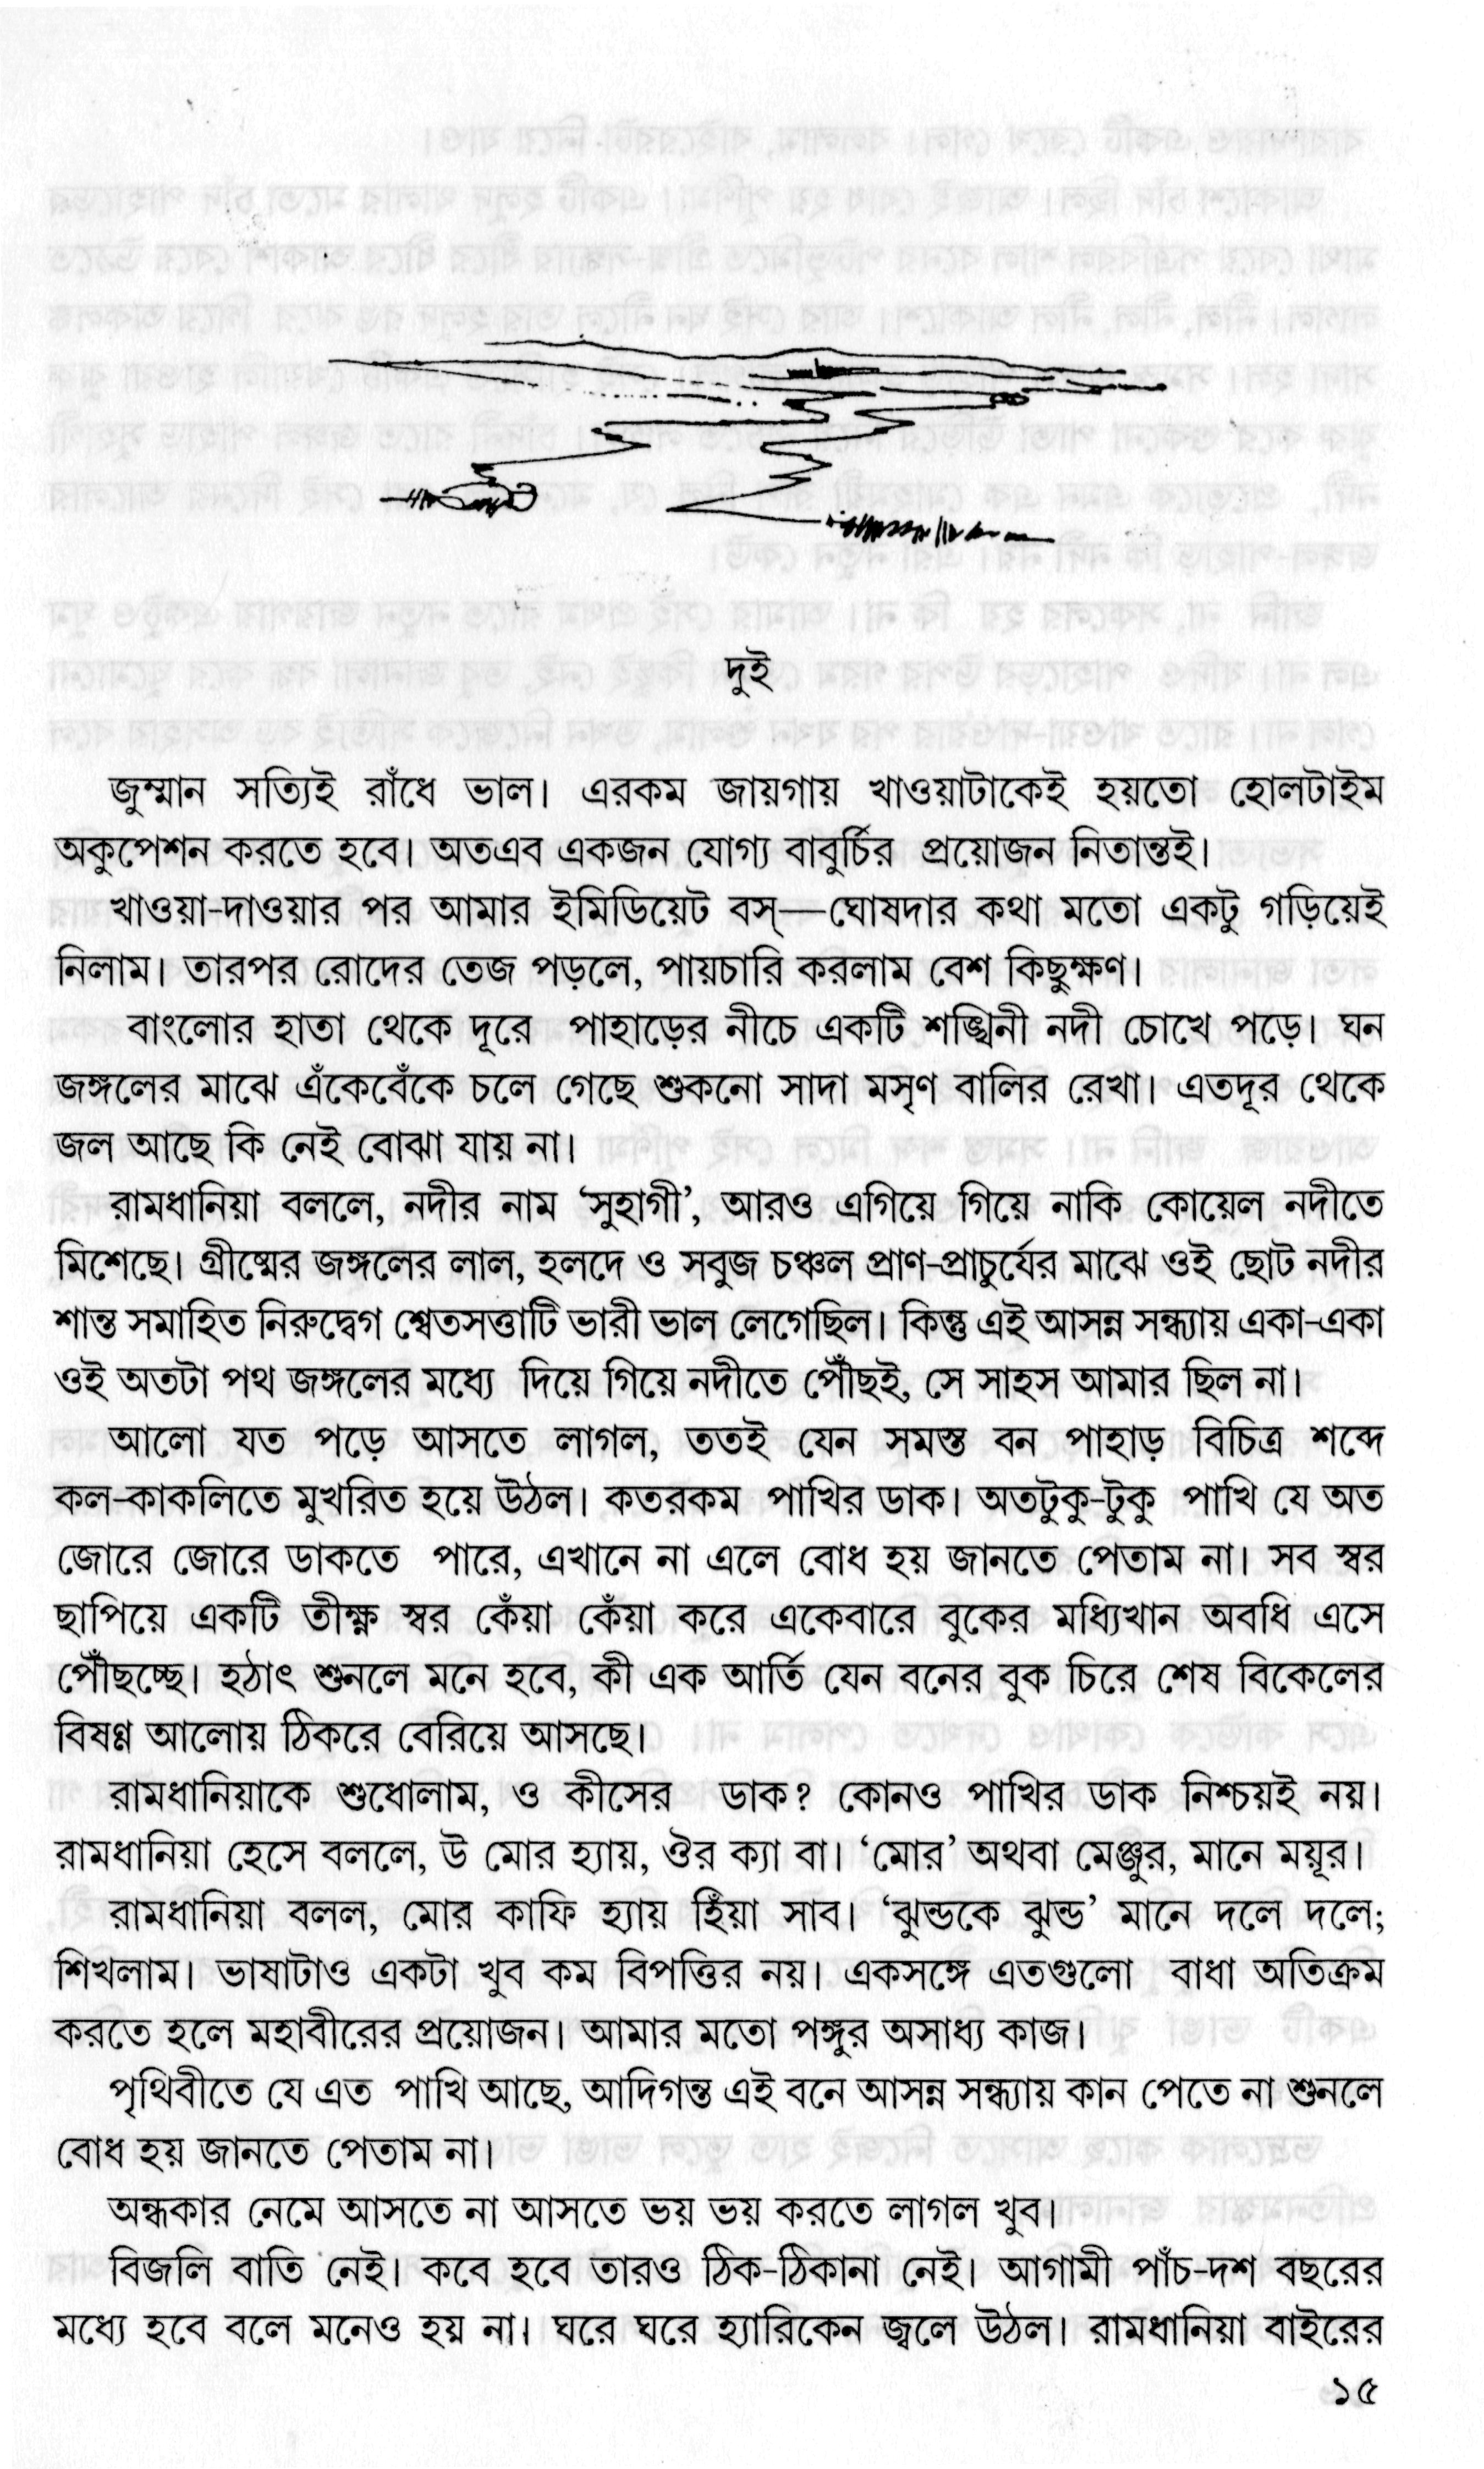 দুই
জুম্মান সত্যিই রাঁধে ভাল। এরকম জায়গায় খাওয়াটাকেই হয়তো হোলটাইম
অকুপেশন করতে হবে। অতএব একজন যোগ্য বাবুর্চির প্রয়োজন নিতান্তই।
খাওয়া-দাওয়ার পর আমার ইমিডিয়েট বস্—ঘোষদার কথা মতো একটু গড়িয়েই
নিলাম। তারপর রোদের তেজ পড়লে, পায়চারি করলাম বেশ কিছুক্ষণ।
বাংলোর হাতা থেকে দূরে পাহাড়ের নীচে একটি শঙ্খিনী নদী চোখে পড়ে। ঘন
জঙ্গলের মাঝে এঁকেবেঁকে চলে গেছে শুকনো সাদা মসৃণ বালির রেখা। এতদূর থেকে
জল আছে কি নেই বোঝা যায় না।
রামধানিয়া বললে, নদীর নাম ‘সুহাগী’, আরও এগিয়ে গিয়ে নাকি কোয়েল নদীতে
মিশেছে। গ্রীষ্মের জঙ্গলের লাল, হলদে ও সবুজ চঞ্চল প্রাণ-প্রাচুর্যের মাঝে ওই ছোট নদীর
শান্ত সমাহিত নিরুদ্বেগ শ্বেতসত্তাটি ভারী ভাল লেগেছিল। কিন্তু এই আসন্ন সন্ধ্যায় একা-একা
ওই অতটা পথ জঙ্গলের মধ্যে দিয়ে গিয়ে নদীতে পৌঁছই, সে সাহস আমার ছিল না।
আলো যত পড়ে আসতে লাগল, ততই যেন সমস্ত বন পাহাড় বিচিত্র শব্দে
কল-কাকলিতে মুখরিত হয়ে উঠল। কতরকম পাখির ডাক। অতটুকু-টুকু পাখি যে অত
জোরে জোরে ডাকতে পারে, এখানে না এলে বোধ হয় জানতে পেতাম না। সব স্বর
ছাপিয়ে একটি তীক্ষ্ণ স্বর কেঁয়া কেঁয়া করে একেবারে বুকের মধ্যিখান অবধি এসে
পৌঁছচ্ছে। হঠাৎ শুনলে মনে হবে, কী এক আর্তি যেন বনের বুক চিরে শেষ বিকেলের
বিষণ্ণ আলোয় ঠিকরে বেরিয়ে আসছে।
রামধানিয়াকে শুধোলাম, ও কীসের ডাক? কোনও পাখির ডাক নিশ্চয়ই নয়।
রামধানিয়া হেসে বললে, উ মোর হ্যায়, ঔর ক্যা বা। ‘মোর’ অথবা মেঞ্জুর, মানে ময়ূর।
রামধানিয়া বলল, মোর কাফি হ্যায় হিঁয়া সাব। ‘ঝুন্ডকে ঝুন্ড’ মানে দলে দলে;
শিখলাম। ভাষাটাও একটা খুব কম বিপত্তির নয়। একসঙ্গে এতগুলো বাধা অতিক্রম
করতে হলে মহাবীরের প্রয়োজন। আমার মতো পঙ্গুর অসাধ্য কাজ।
পৃথিবীতে যে এত পাখি আছে, আদিগন্ত এই বনে আসন্ন সন্ধ্যায় কান পেতে না শুনলে
বোধ হয় জানতে পেতাম না।
অন্ধকার নেমে আসতে না আসতে ভয় ভয় করতে লাগল খুব।
বিজলি বাতি নেই। কবে হবে তারও ঠিক-ঠিকানা নেই। আগামী পাঁচ-দশ বছরের
মধ্যে হবে বলে মনেও হয় না। ঘরে ঘরে হ্যারিকেন জ্বলে উঠল। রামধানিয়া বাইরের
১৫